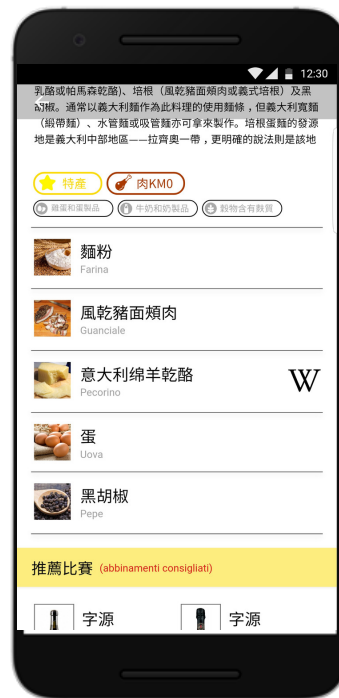 12:30
乳酪或帕馬森乾酪)、培根（風乾豬面頰肉或義式培根）及黑
胡椒。通常以義大利麵作為此料理的使用麵條，但義大利寬麵
（緞帶麵）、水管麵或吸管麵亦可拿來製作。培根蛋麵的發源
地是義大利中部地區——拉齊奧一帶，更明確的說法則是該地
特產 肉KM0
雞蛋和蛋製品 牛奶和奶製品 穀物含有麩質
麵粉
Farina
風乾豬面頰肉
Guanciale
意大利绵羊乾酪
Pecorino
W
蛋
Uova
黑胡椒
Pepe
推薦比賽 (abbinamenti consigliati)
字源 字源